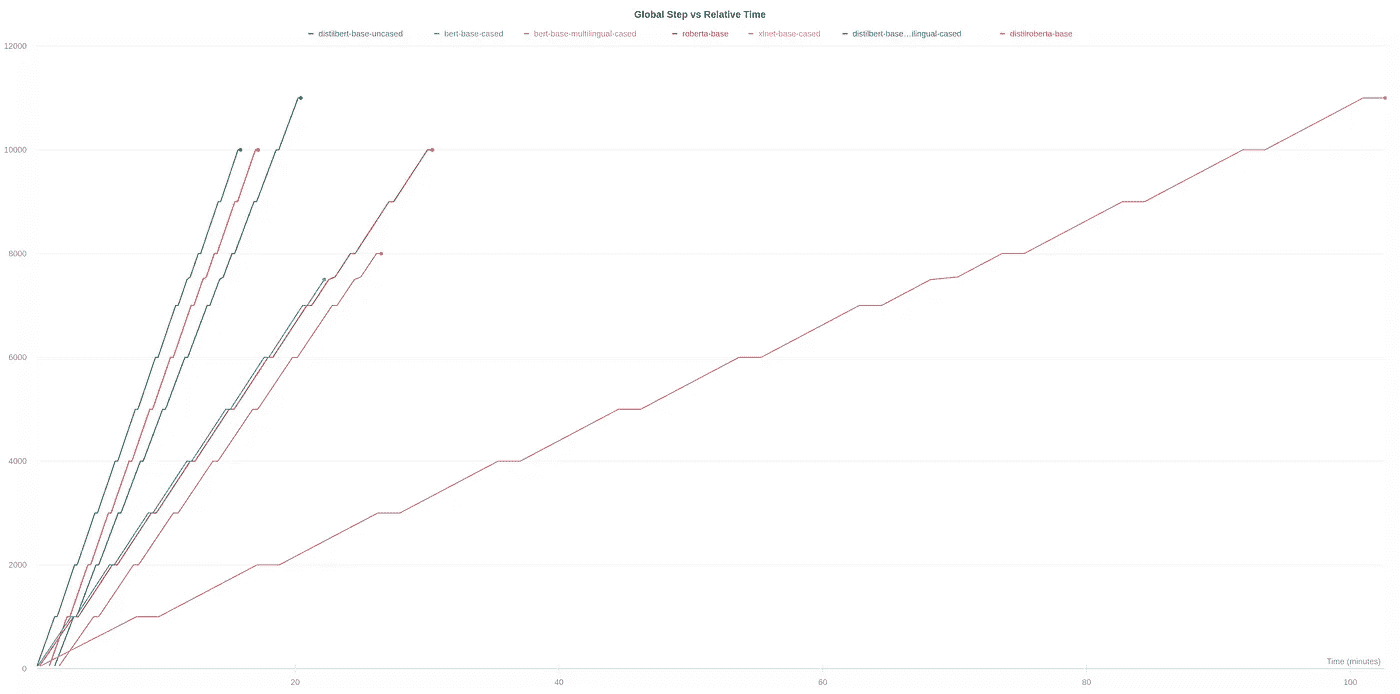 Global Step vs Relative Time
distilbert-base-uncased bert-base-cased bert-base-multilingual-cased roberta-base xlnet-base-cased distilbert-base...ilingual-cased distilroberta-base
12000
10000
8000
6000
4000
2000
0
Time (minutes)
20 40 60 80 100